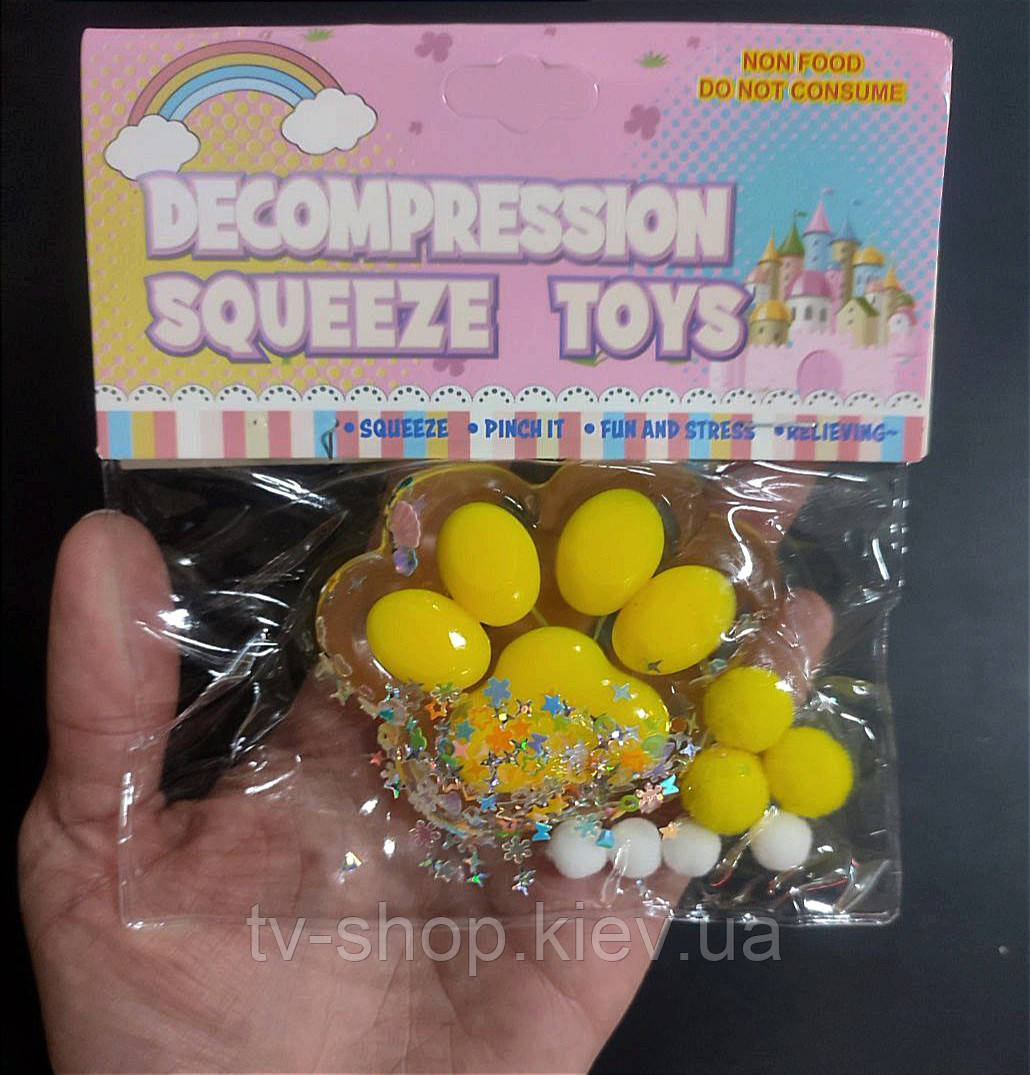 NON FOOD
DO NOT CONSUME
DECOMPRESSION
SQUEEZE TOYS
• SQUEEZE • PINCH IT • FUN AND STRESS • RELIEVING~
tv-shop.kiev.ua